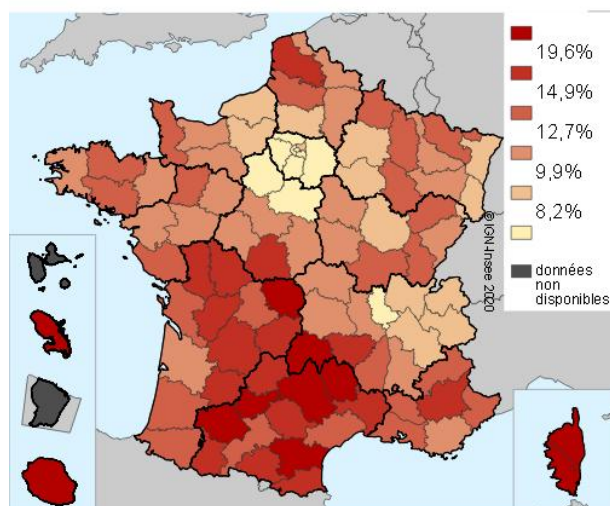 19,6%
14,9%
12,7%
9,9%
8,2%
données
non
disponibles
© IGN-Insee 2020